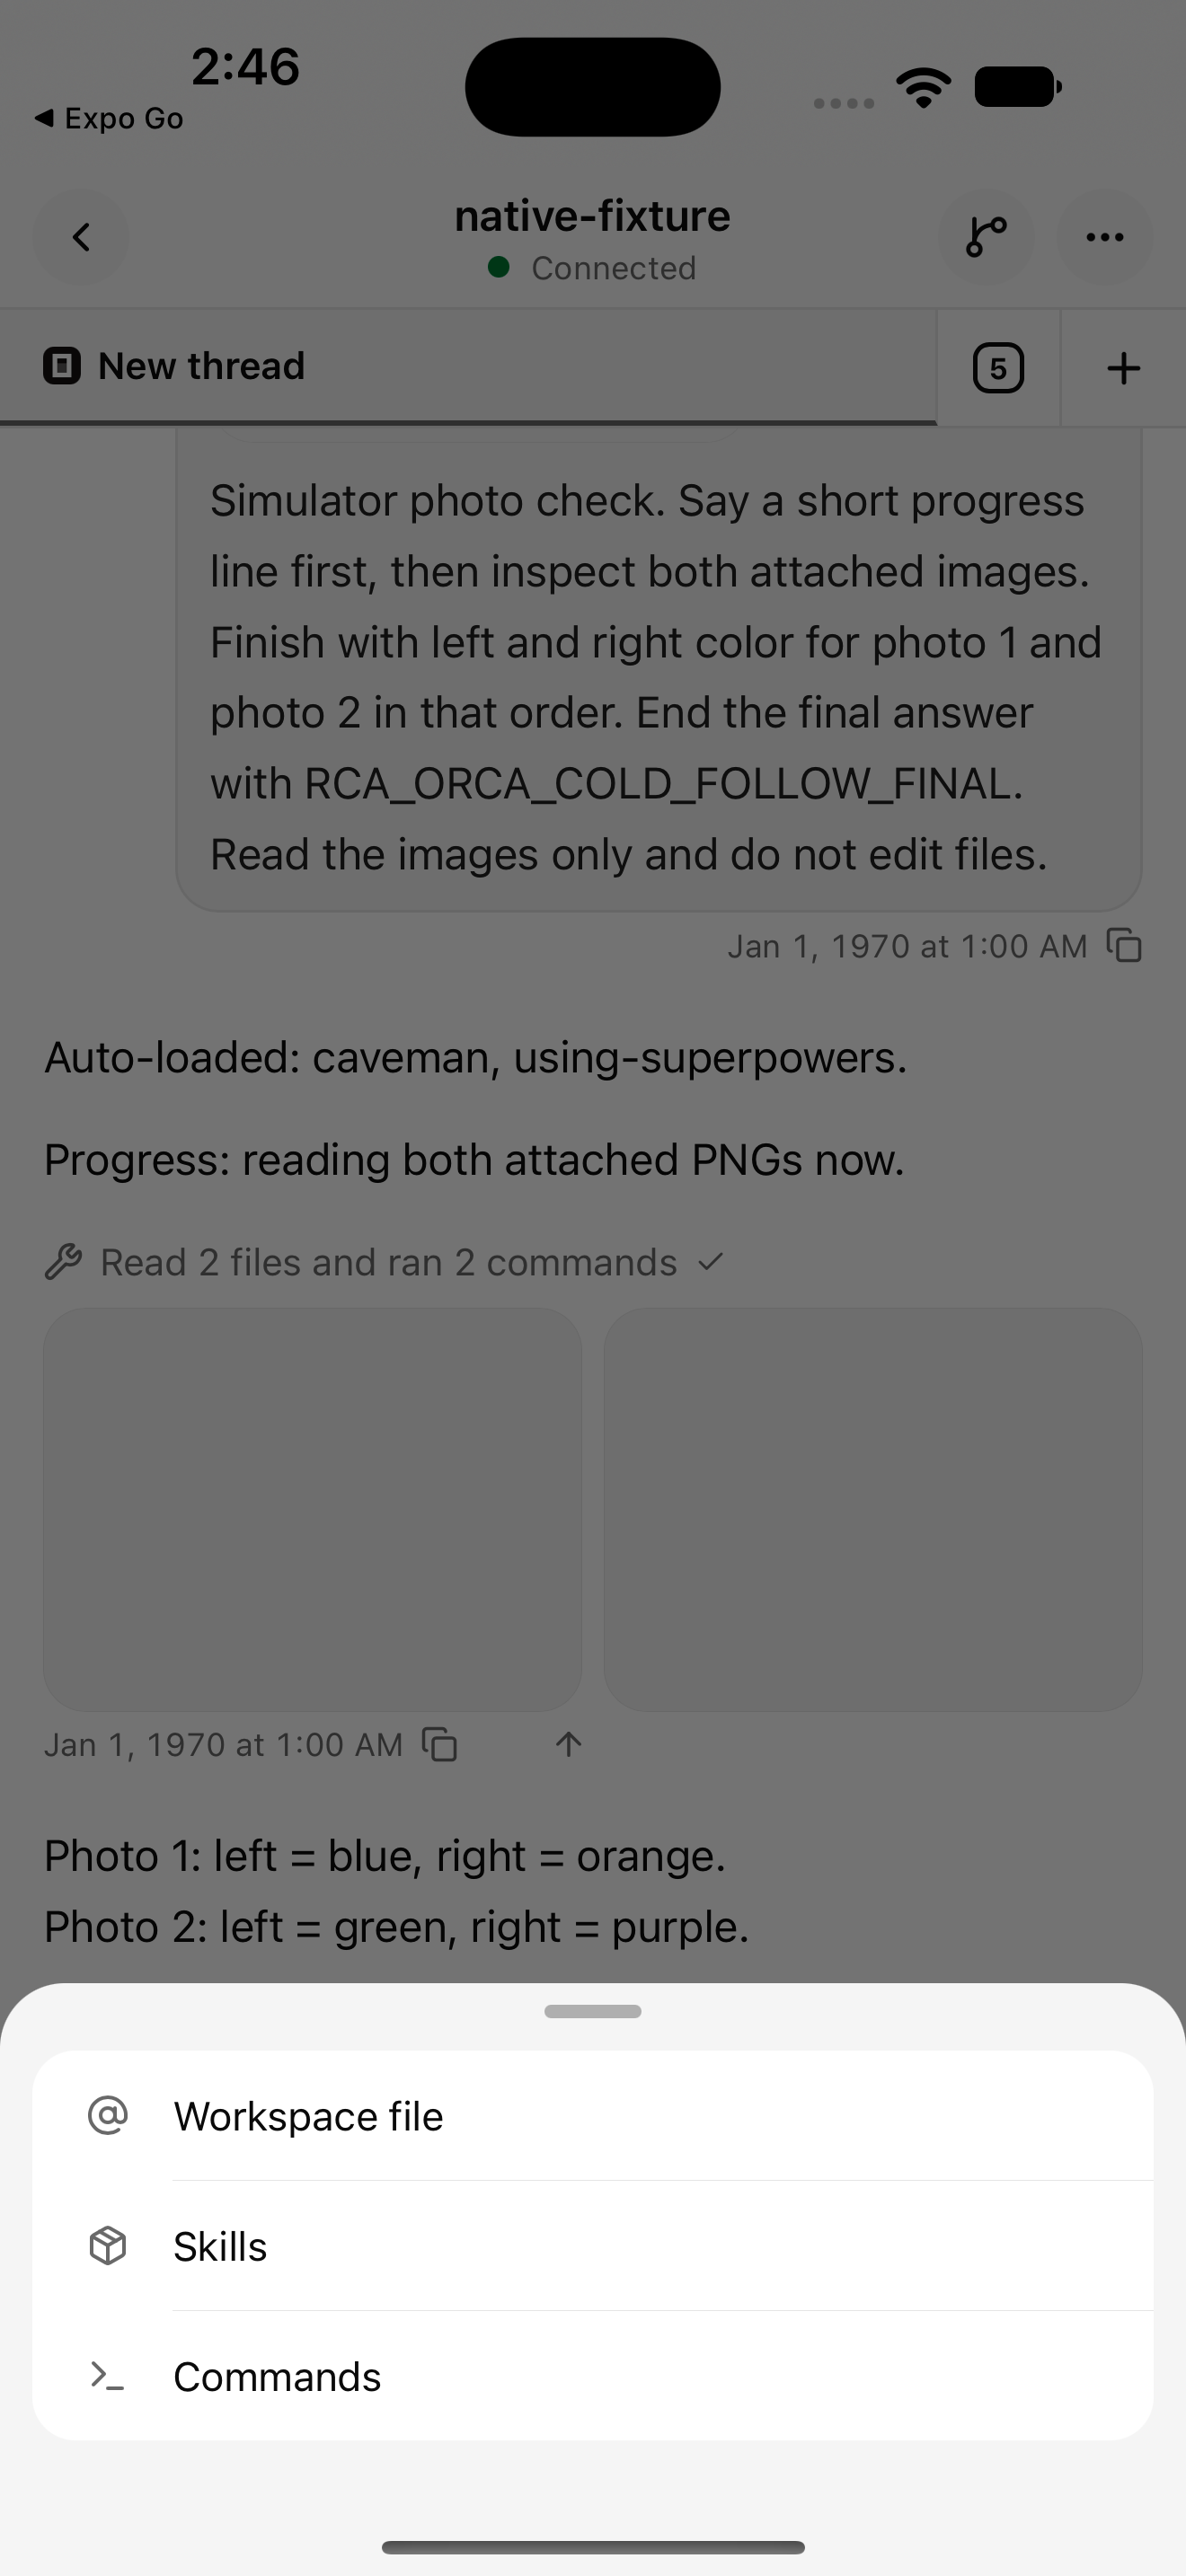 2:46
Expo Go
native-fixture
Connected
New thread
5
Simulator photo check. Say a short progress
line first, then inspect both attached images.
Finish with left and right color for photo 1 and
photo 2 in that order. End the final answer
with RCA_ORCA_COLD_FOLLOW_FINAL.
Read the images only and do not edit files.
Jan 1, 1970 at 1:00 AM
Auto-loaded: caveman, using-superpowers.
Progress: reading both attached PNGs now.
Read 2 files and ran 2 commands
Jan 1, 1970 at 1:00 AM
Photo 1: left = blue, right = orange.
Photo 2: left = green, right = purple.
Workspace file
Skills
Commands